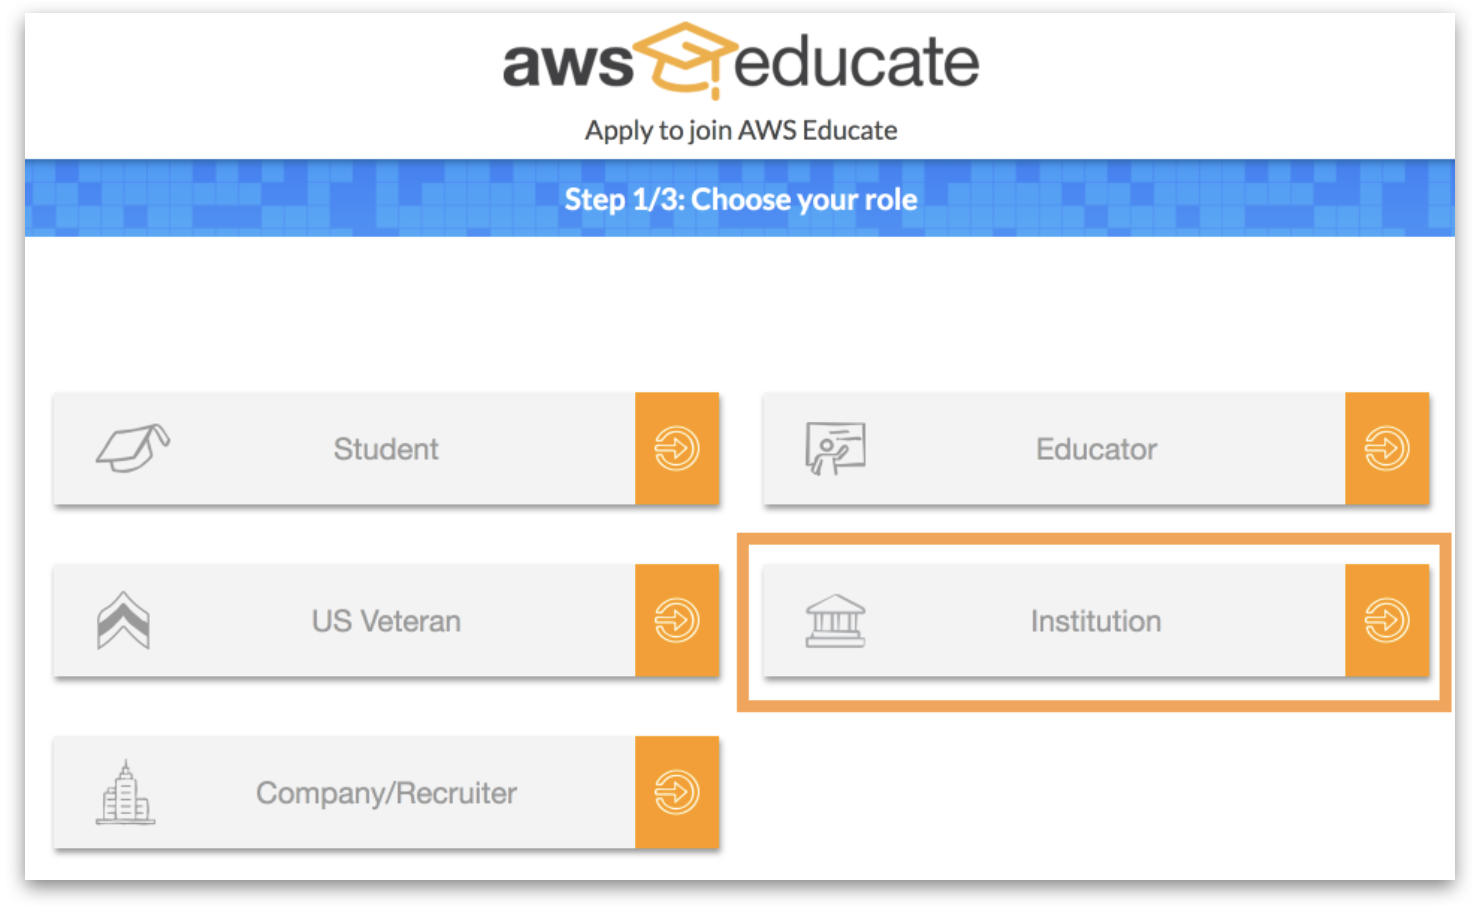 aws educate
Apply to join AWS Educate
Step 1/3: Choose your role
Student
Educator
US Veteran
Institution
Company/Recruiter